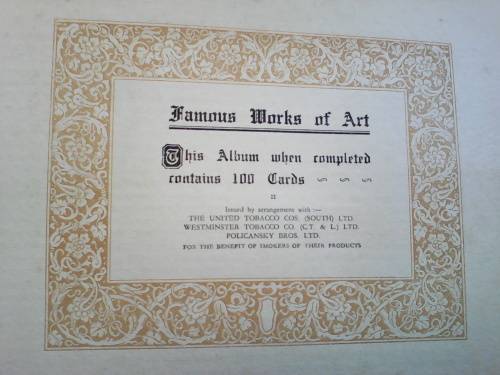 Famous Works of Art
This Album when completed
contains 100 Cards
Issued by arrangement with :—
THE UNITED TOBACCO COS. (SOUTH) LTD.
WESTMINSTER TOBACCO CO. (C.T. & L.) LTD.
POLICANSKY BROS. LTD.
FOR THE BENEFIT OF SMOKERS OF THEIR PRODUCTS